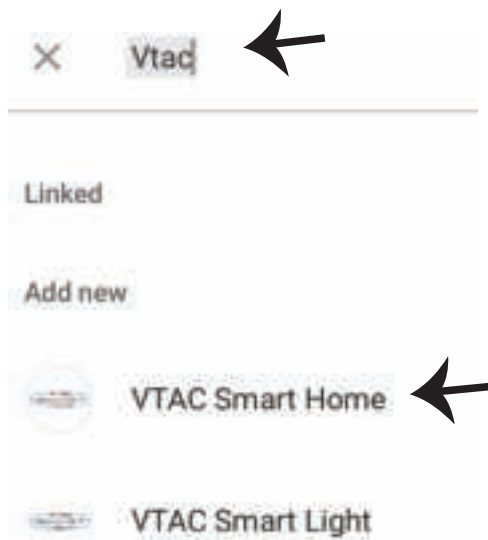 Vtac
Linked
Add new
VTAC Smart Home
VTAC Smart Light